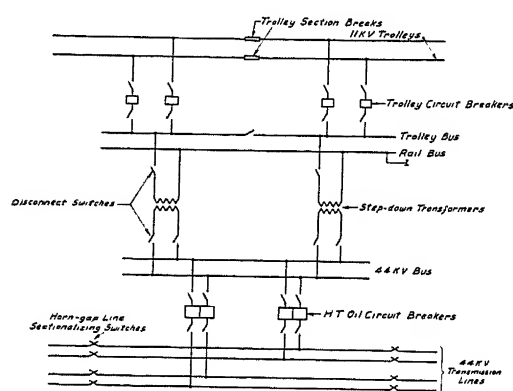 Trolley Section Breaks
11KV Trolleys
Trolley Circuit Breakers
Trolley Bus
Rail Bus
Disconnect Switches
Step-down Transformers
44KV Bus
Horn-gap Line
Sectionalizing Switches
HT Oil Circuit Breakers
44KV
Transmission
Lines